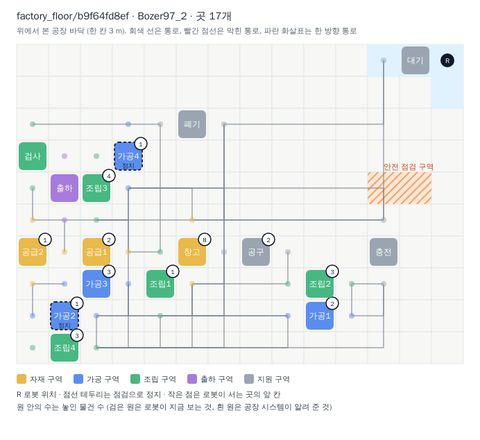 factory_floor/b9f64fd8ef · Bozer97_2 · 곳 17개
위에서 본 공장 바닥 (한 칸 3 m). 회색 선은 통로, 빨간 점선은 막힌 통로, 파란 화살표는 한 방향 통로
대기
R
폐기
1
검사
가공4
정지
안전 점검 구역
4
출하
조립3
1
2
8
2
공급2
공급1
창고
공구
충전
3
1
3
가공3
조립1
조립2
1
2
가공2
정지
가공1
3
조립4
자재 구역
가공 구역
조립 구역
출하 구역
지원 구역
R 로봇 위치 · 점선 테두리는 점검으로 정지 · 작은 점은 로봇이 서는 곳의 앞 칸
원 안의 수는 놓인 물건 수 (검은 원은 로봇이 지금 보는 것, 흰 원은 공장 시스템이 알려 준 것)